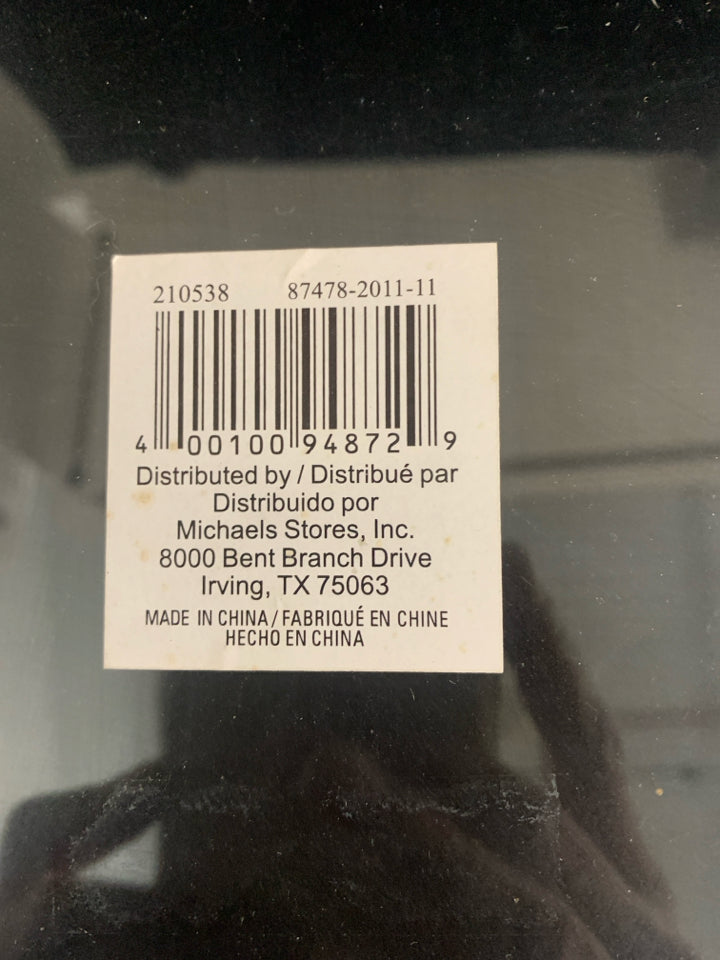 210538 87478-2011-11
4 00100 94872 9
Distributed by / Distribué par
Distribuido por
Michaels Stores, Inc.
8000 Bent Branch Drive
Irving, TX 75063
MADE IN CHINA / FABRIQUÉ EN CHINE
HECHO EN CHINA